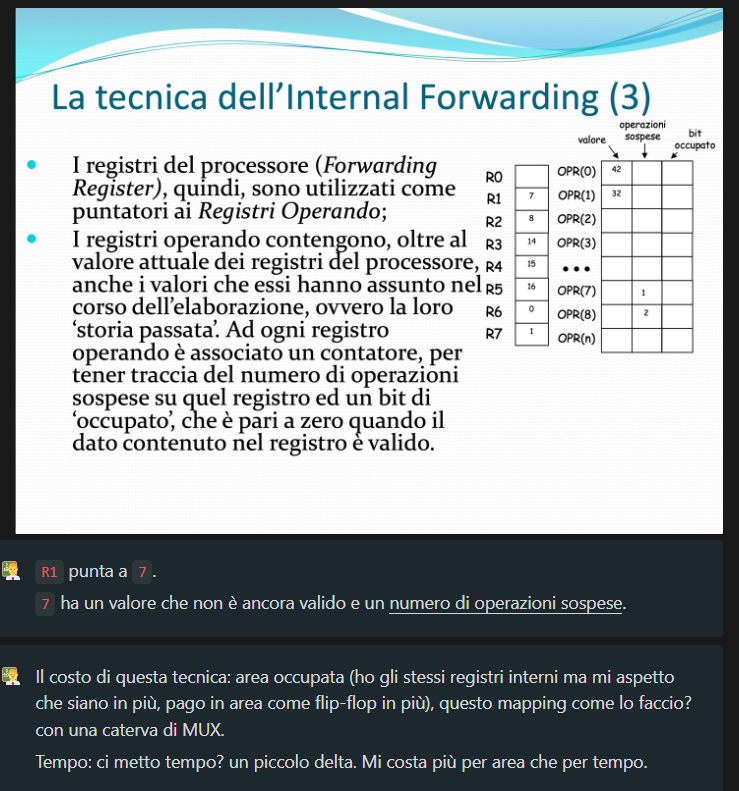 La tecnica dell'Internal Forwarding (3)
I registri del processore (Forwarding
Register), quindi, sono utilizzati come
puntatori ai Registri Operando;
I registri operando contengono, oltre al
valore attuale dei registri del processore,
anche i valori che essi hanno assunto nel
corso dell'elaborazione, ovvero la loro
'storia passata'. Ad ogni registro
operando è associato un contatore, per
tener traccia del numero di operazioni
sospese su quel registro ed un bit di
'occupato', che è pari a zero quando il
dato contenuto nel registro è valido.
valore
operazioni
sospese
bit
occupato
R0
R1 7
R2 8
R3 14
R4 15
R5 16
R6 0
R7 1
OPR(0) 42
OPR(1) 32
OPR(2)
OPR(3)
•••
OPR(7) 1
OPR(8) 2
OPR(n)
R1 punta a 7.
7 ha un valore che non è ancora valido e un numero di operazioni sospese.
Il costo di questa tecnica: area occupata (ho gli stessi registri interni ma mi aspetto
che siano in più, pago in area come flip-flop in più), questo mapping come lo faccio?
con una caterva di MUX.
Tempo: ci metto tempo? un piccolo delta. Mi costa più per area che per tempo.